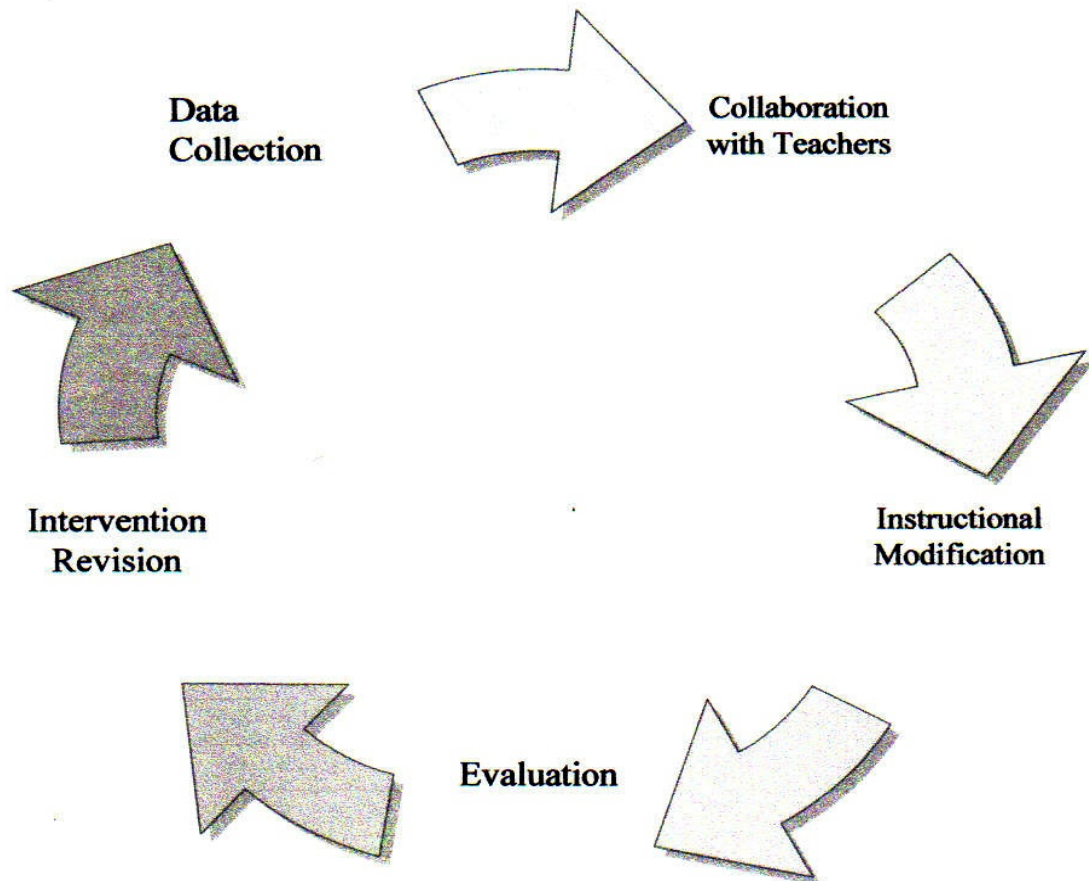 Data
Collection
Collaboration
with Teachers
Instructional
Modification
Evaluation
Intervention
Revision